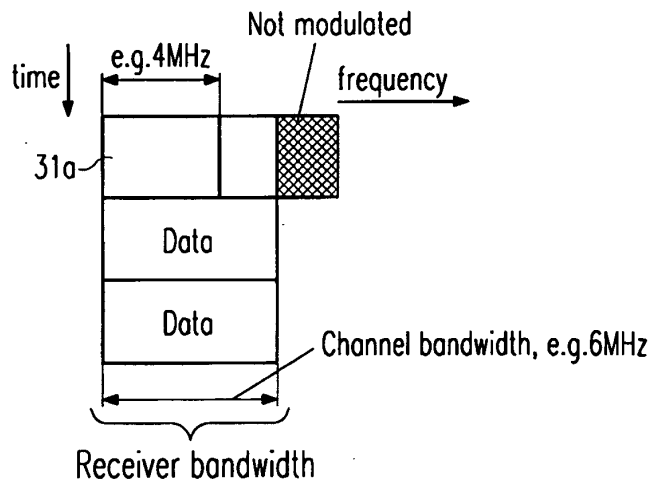 Not modulated
e.g.4MHz
time
frequency
31a
Data
Data
Channel bandwidth, e.g.6MHz
Receiver bandwidth